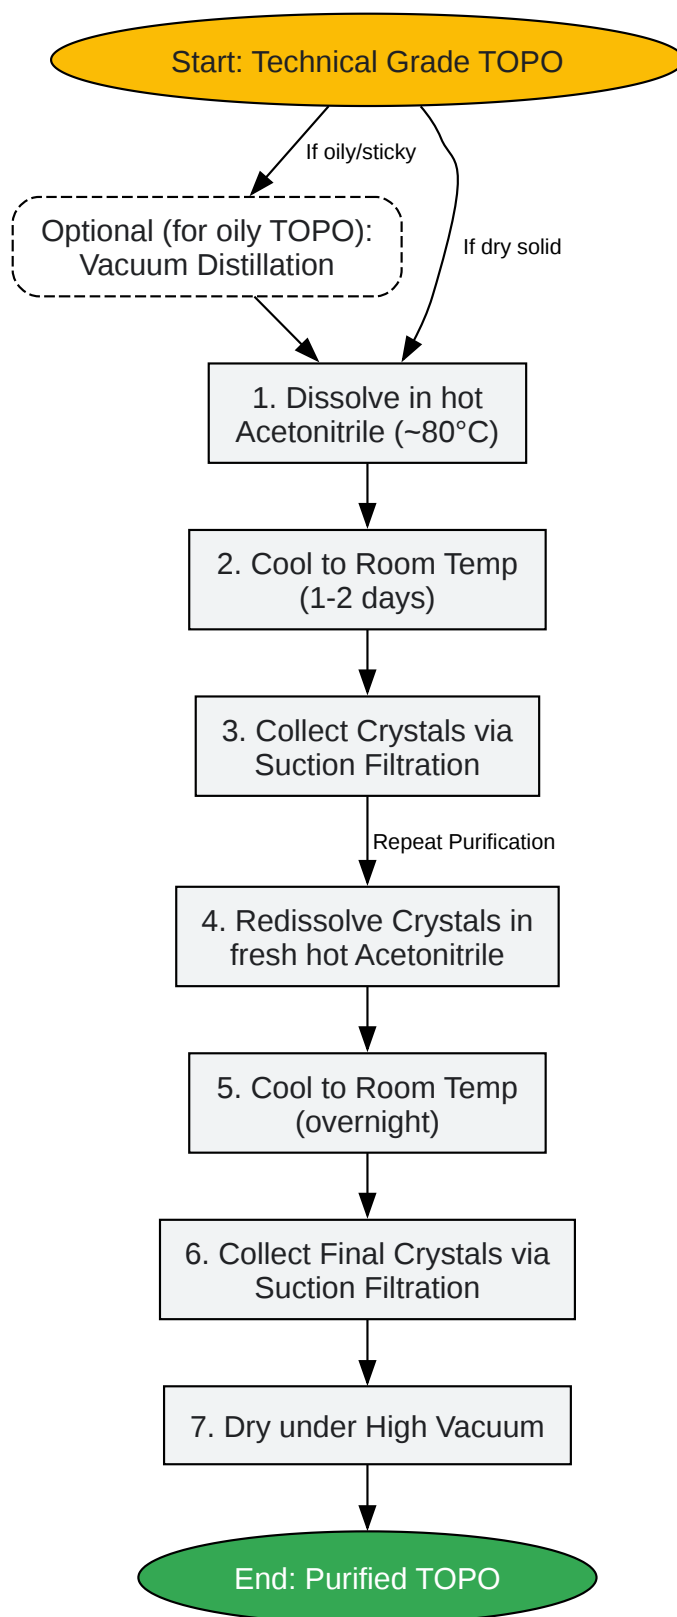 Start: Technical Grade TOPO
If oily/sticky
Optional (for oily TOPO):
Vacuum Distillation
If dry solid
1. Dissolve in hot
Acetonitrile (~80°C)
2. Cool to Room Temp
(1-2 days)
3. Collect Crystals via
Suction Filtration
Repeat Purification
4. Redissolve Crystals in
fresh hot Acetonitrile
5. Cool to Room Temp
(overnight)
6. Collect Final Crystals via
Suction Filtration
7. Dry under High Vacuum
End: Purified TOPO